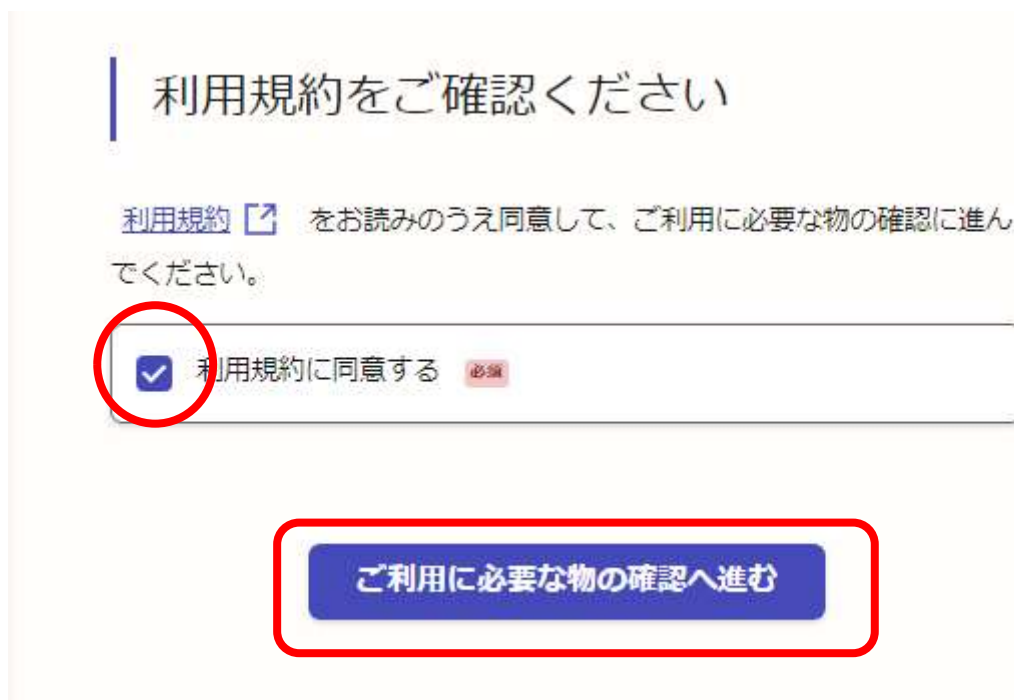 利用規約をご確認ください
利用規約 をお読みのうえ同意して、ご利用に必要な物の確認に進ん
でください。
利用規約に同意する 必須
ご利用に必要な物の確認へ進む